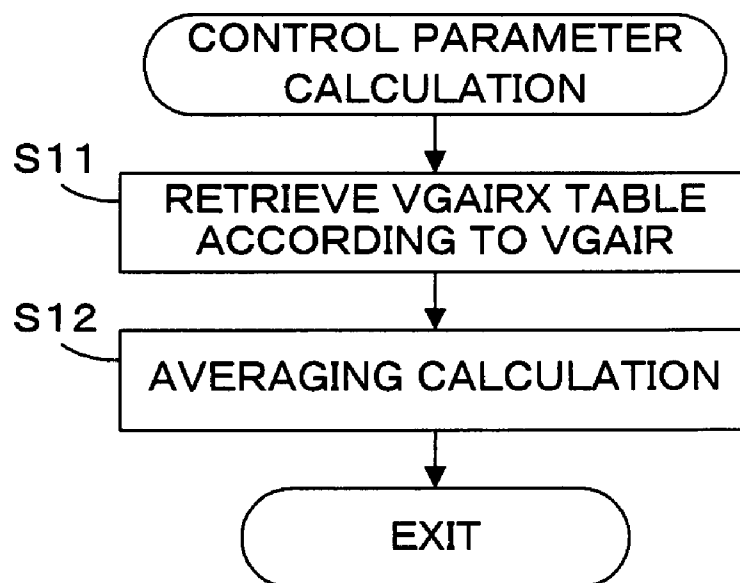 CONTROL PARAMETER
CALCULATION
S11
RETRIEVE VGAIRX TABLE
ACCORDING TO VGAIR
S12
AVERAGING CALCULATION
EXIT